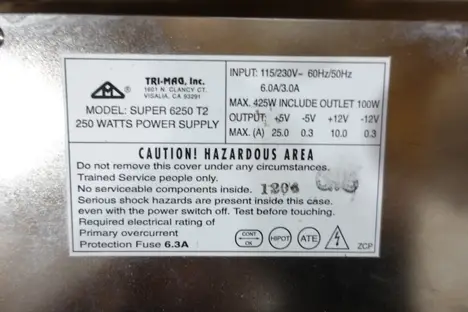 TRI-MAG, Inc.
1601 N. CLANCY CT.
VISALIA, CA 93291
MODEL: SUPER 6250 T2
250 WATTS POWER SUPPLY
INPUT: 115/230V~ 60Hz/50Hz
6.0A/3.0A
MAX. 425W INCLUDE OUTLET 100W
OUTPUT: +5V -5V +12V -12V
MAX. (A) 25.0 0.3 10.0 0.3
CAUTION! HAZARDOUS AREA
Do not remove this cover under any circumstances.
Trained Service people only.
No serviceable components inside. 1296
Serious shock hazards are present inside this case.
even with the power switch off. Test before touching.
Required electrical rating of
Primary overcurrent
Protection Fuse 6.3A
CONT ON
HIPOT
ATE
ZCP